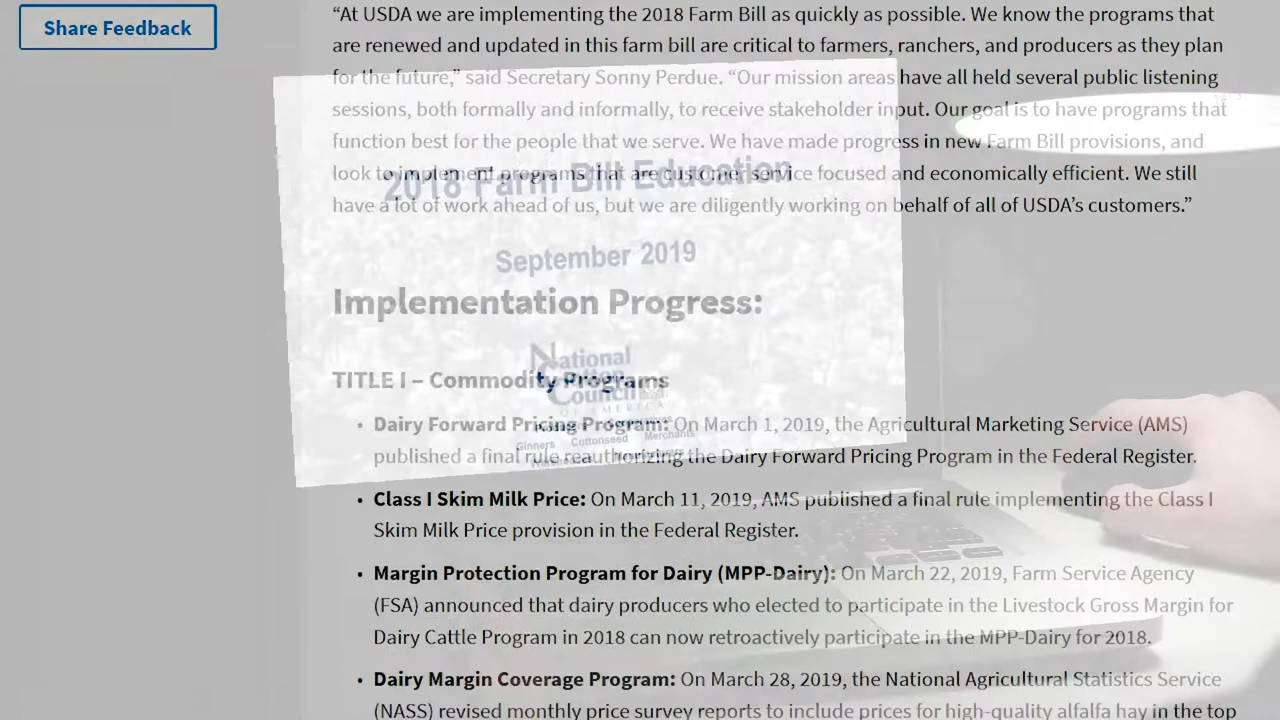 Share Feedback
“At USDA we are implementing the 2018 Farm Bill as quickly as possible. We know the programs that
are renewed and updated in this farm bill are critical to farmers, ranchers, and producers as they plan
for the future,” said Secretary Sonny Perdue. “Our mission areas have all held several public listening
sessions, both formally and informally, to receive stakeholder input. Our goal is to have programs that
function best for the people that we serve. We have made progress in new Farm Bill provisions, and
look to implement programs that are customer service focused and economically efficient. We still
have a lot of work ahead of us, but we are diligently working on behalf of all of USDA’s customers.”
2018 Farm Bill Education
September 2019
Implementation Progress:
National
Cotton
Council
OF AMERICA
TITLE I – Commodity Programs
• Dairy Forward Pricing Program: On March 1, 2019, the Agricultural Marketing Service (AMS)
published a final rule reauthorizing the Dairy Forward Pricing Program in the Federal Register.
Ginners Cottonseed Merchants
• Class I Skim Milk Price: On March 11, 2019, AMS published a final rule implementing the Class I
Skim Milk Price provision in the Federal Register.
• Margin Protection Program for Dairy (MPP-Dairy): On March 22, 2019, Farm Service Agency
(FSA) announced that dairy producers who elected to participate in the Livestock Gross Margin for
Dairy Cattle Program in 2018 can now retroactively participate in the MPP-Dairy for 2018.
• Dairy Margin Coverage Program: On March 28, 2019, the National Agricultural Statistics Service
(NASS) revised monthly price survey reports to include prices for high-quality alfalfa hay in the top